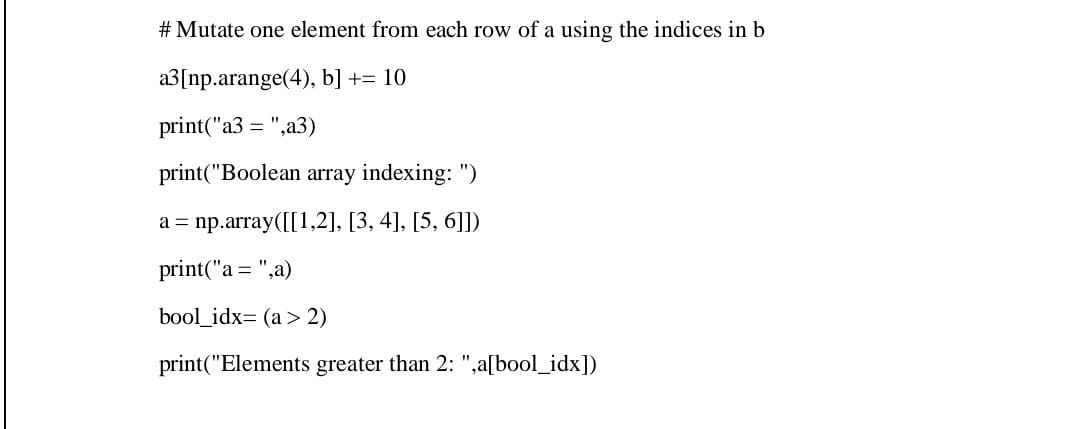 # Mutate one element from each row of a using the indices in b
a3[np.arange(4), b] += 10
print("a3 = ",a3)
print("Boolean array indexing: ")
a = np.array([[1,2], [3, 4], [5, 6]])
print("a = ",a)
bool_idx= (a > 2)
print("Elements greater than 2: ",a[bool_idx])